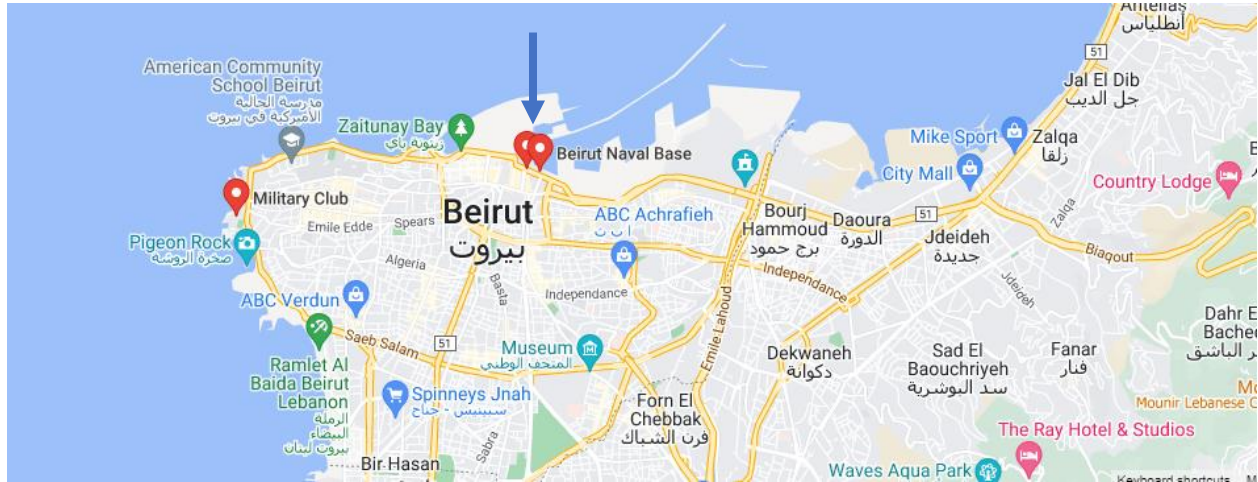 Antelias
أنطلياس
51
Jal El Dib
جل الديب
American Community
School Beirut
مدرسة الجالية
الأميركية في بيروت
Zaitunay Bay
زيتونة باي
Beirut Naval Base
Mike Sport
Zalqa
زلقا
City Mall
Country Lodge
Military Club
Emile Edde
Spears
Beirut
بيروت
ABC Achrafieh
ا ب ث
Bourj
Hammoud
برج حمود
Daoura
الدورة
51
Jdeideh
جديدة
Zalqa
Biaqout
Pigeon Rock
صخرة الروشة
Algeria
Basta
Independance
Independance
Jdeideh
ABC Verdun
Emile Lahoud
Saeb Salam
51
Museum
المتحف الوطني
Dekwaneh
دكوانة
Sad El
Baouchriyeh
سد البوشرية
Fanar
فنار
Dahr E
Bache
ر الباشق
Ramlet Al
Baida Beirut
Lebanon
الرملة
البيضاء
بيروت لبنان
Spinneys Jnah
سبينيس - جناح
Forn El
Chebbak
فرن الشباك
Mounir Lebanese C
The Ray Hotel & Studios
Sabra
Bir Hasan
Waves Aqua Park
Keyboard shortcuts